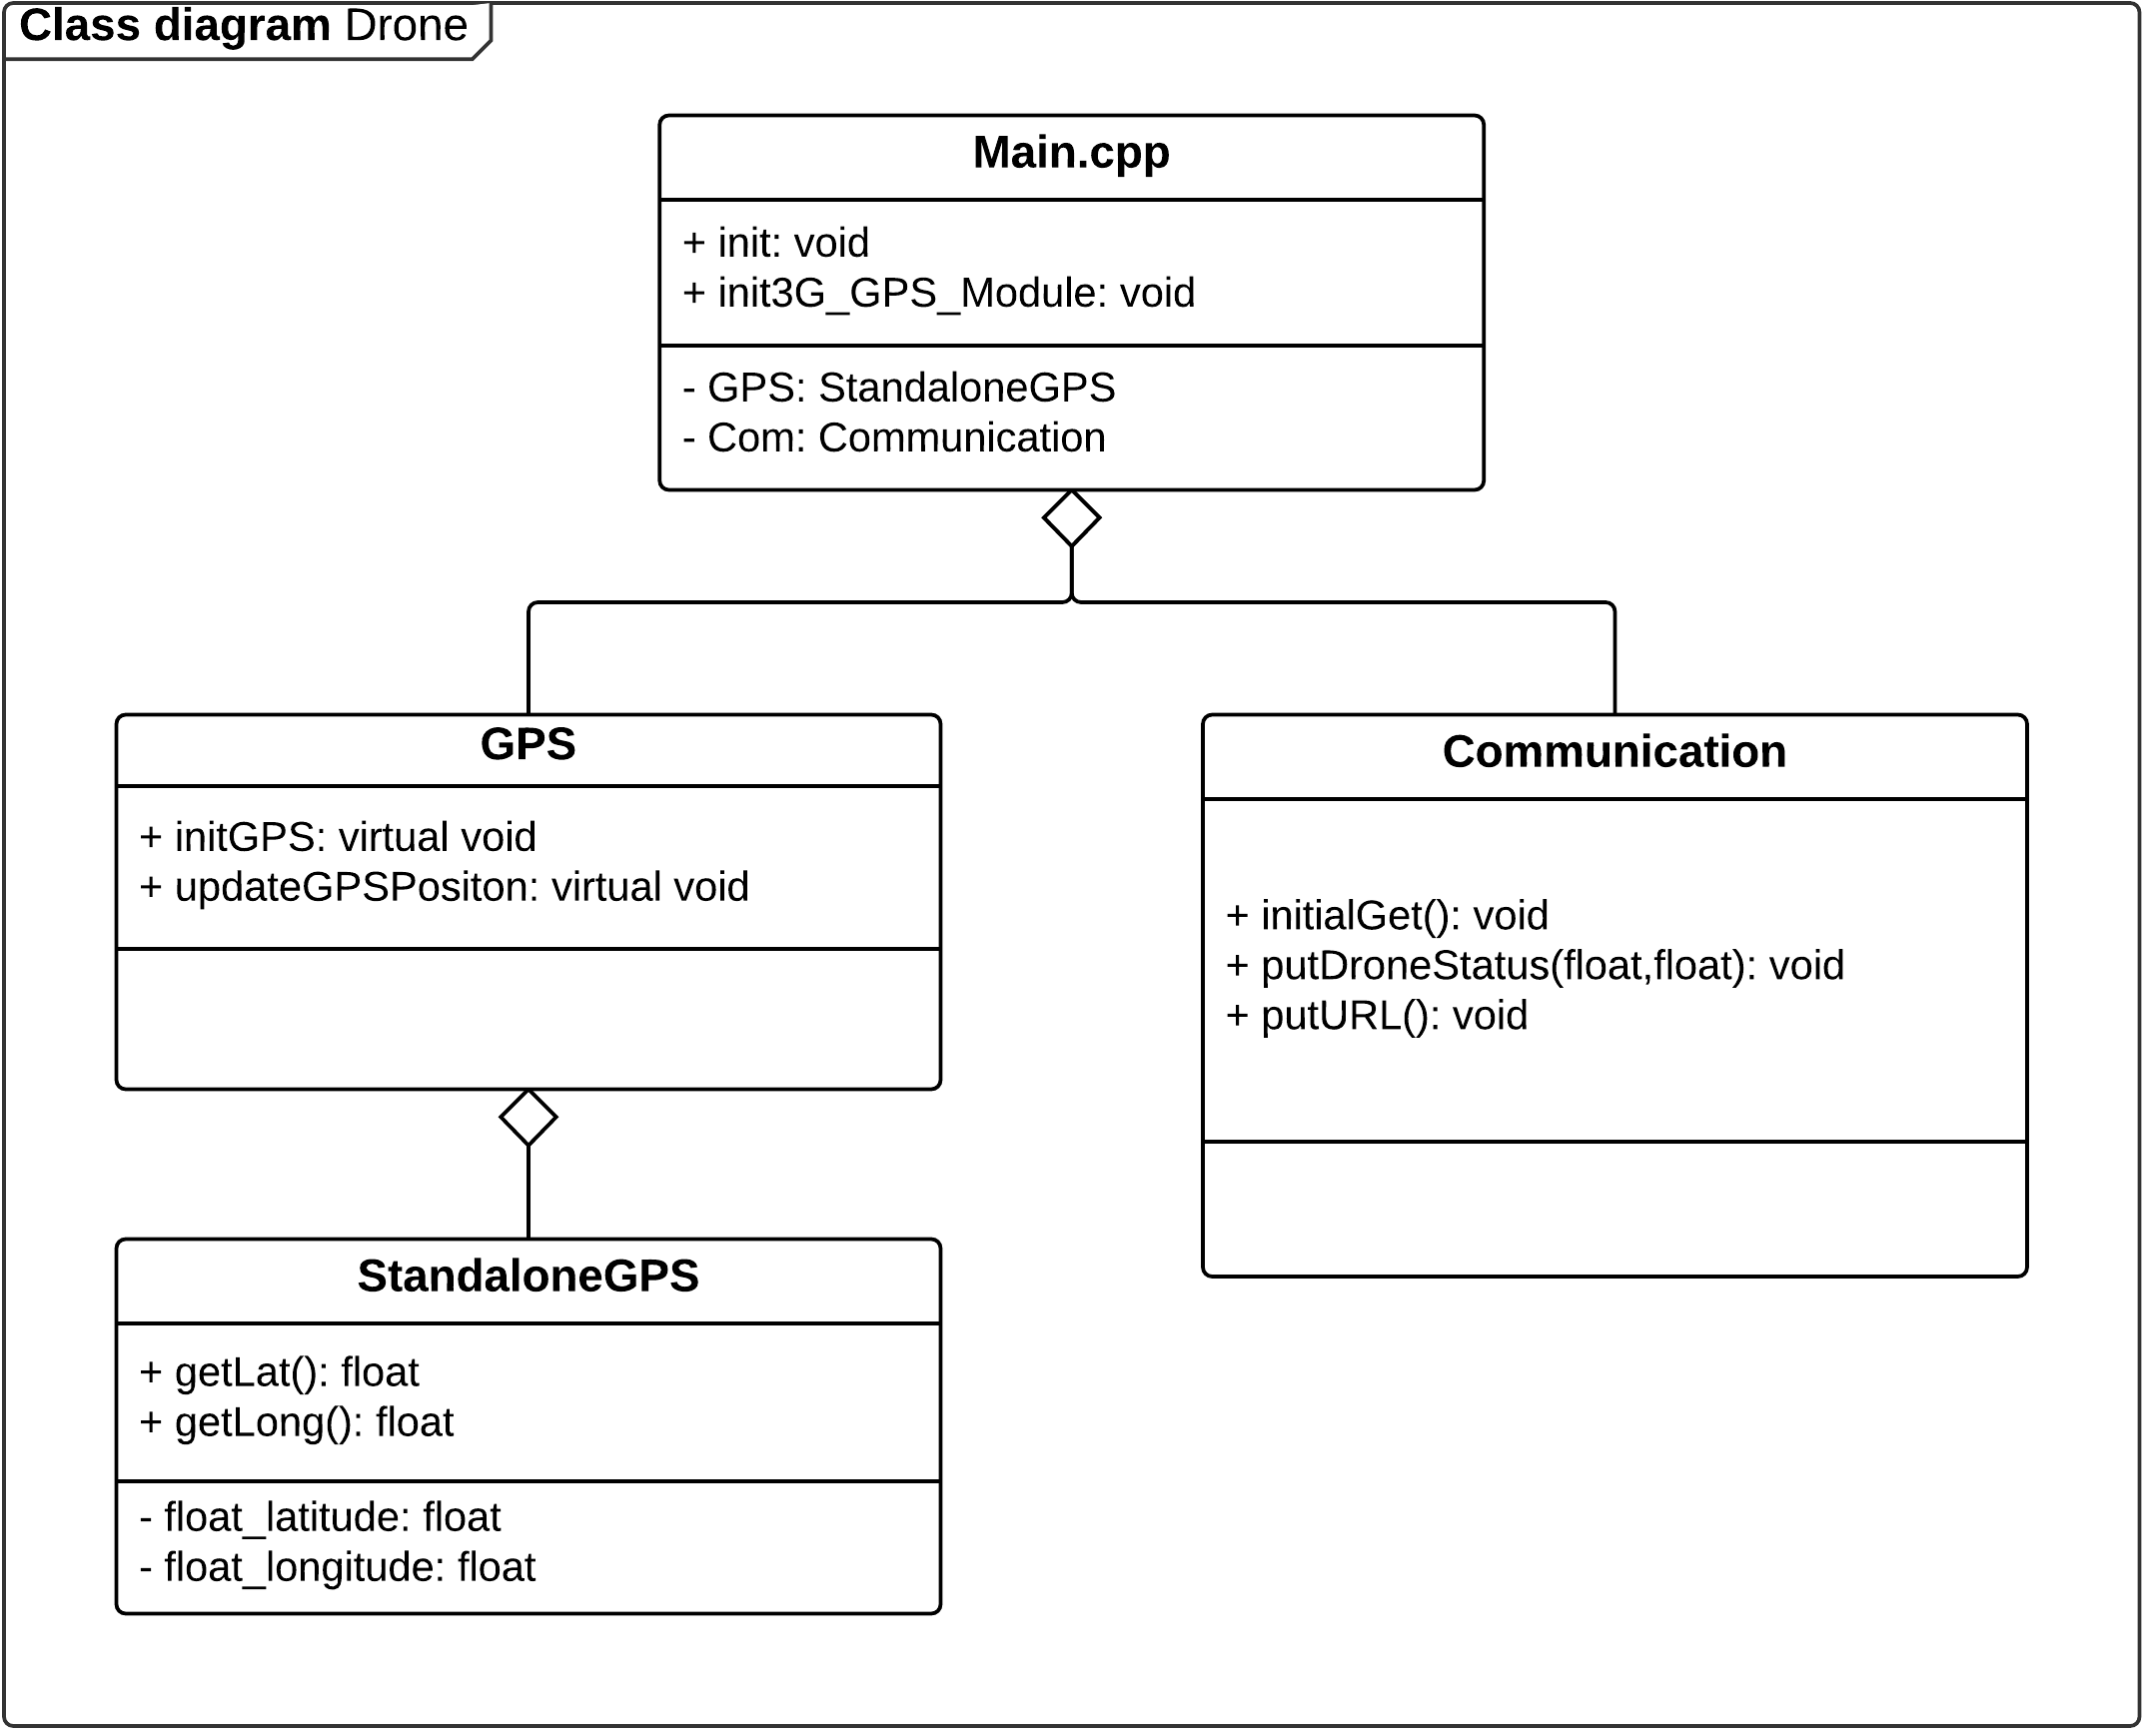 Class diagram Drone
Main.cpp
+ init: void
+ init3G_GPS_Module: void
- GPS: StandaloneGPS
- Com: Communication
GPS
+ initGPS: virtual void
+ updateGPSPositon: virtual void
Communication
+ initialGet(): void
+ putDroneStatus(float,float): void
+ putURL(): void
StandaloneGPS
+ getLat(): float
+ getLong(): float
- float_latitude: float
- float_longitude: float